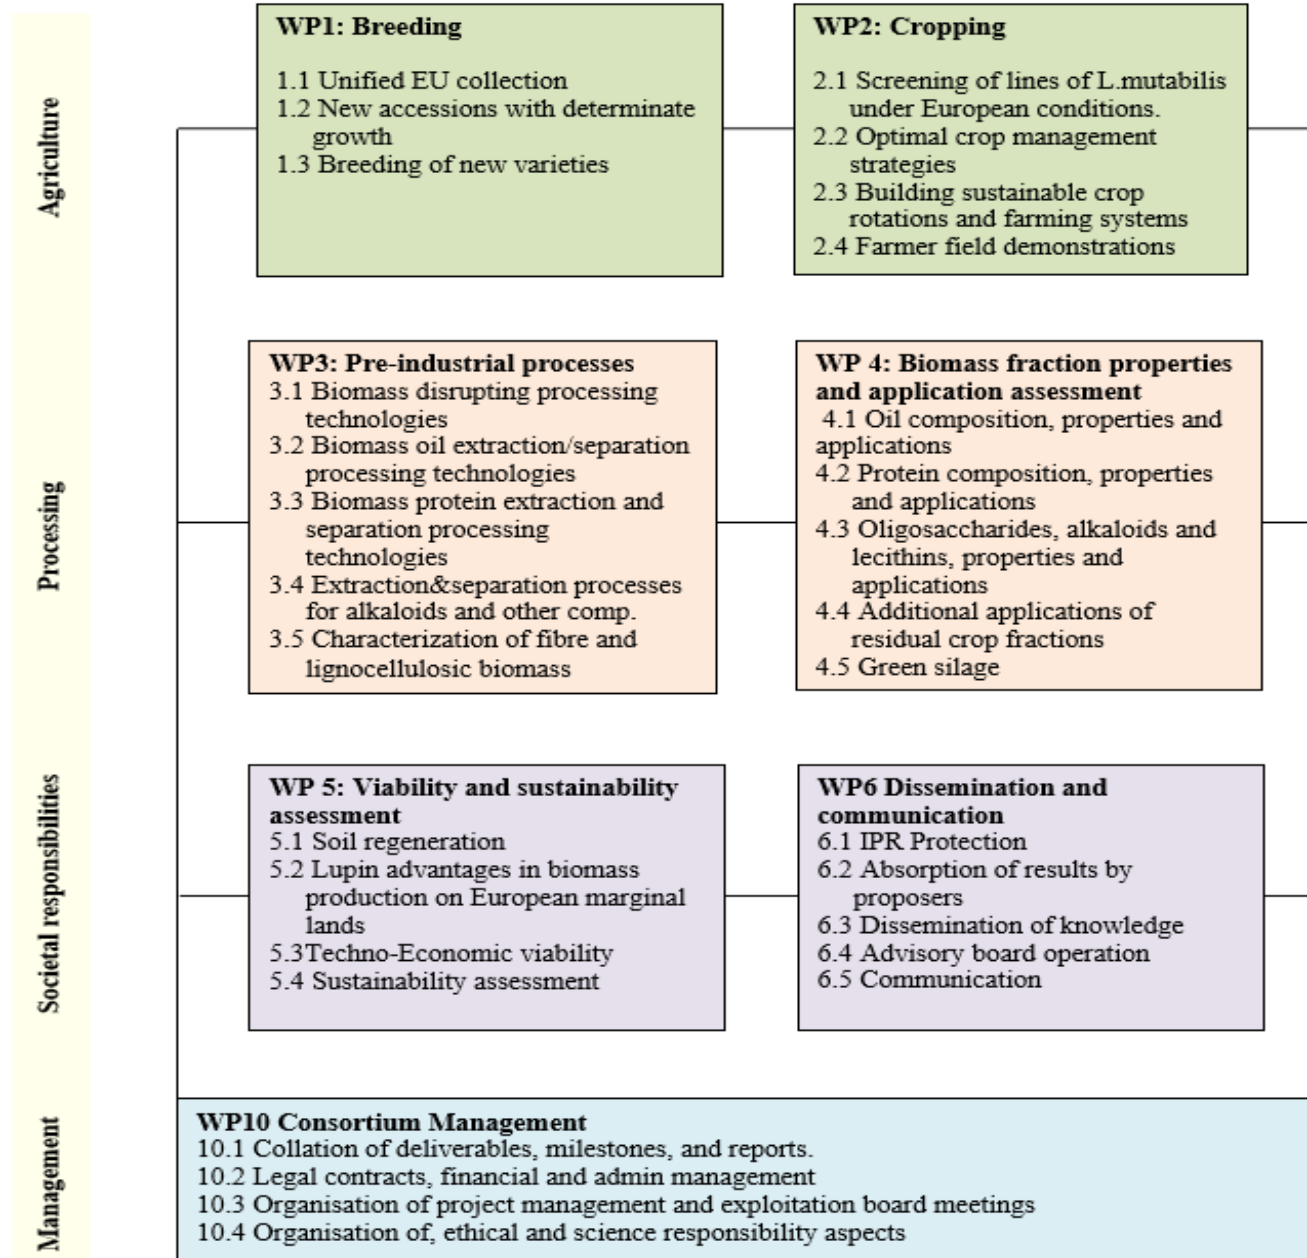 Agriculture
WP1: Breeding
1.1 Unified EU collection
1.2 New accessions with determinate
growth
1.3 Breeding of new varieties
WP2: Cropping
2.1 Screening of lines of L.mutabilis
under European conditions.
2.2 Optimal crop management
strategies
2.3 Building sustainable crop
rotations and farming systems
2.4 Farmer field demonstrations
Processing
WP3: Pre-industrial processes
3.1 Biomass disrupting processing
technologies
3.2 Biomass oil extraction/separation
processing technologies
3.3 Biomass protein extraction and
separation processing
technologies
3.4 Extraction&separation processes
for alkaloids and other comp.
3.5 Characterization of fibre and
lignocellulosic biomass
WP 4: Biomass fraction properties
and application assessment
4.1 Oil composition, properties and
applications
4.2 Protein composition, properties
and applications
4.3 Oligosaccharides, alkaloids and
lecithins, properties and
applications
4.4 Additional applications of
residual crop fractions
4.5 Green silage
Societal responsibilities
WP 5: Viability and sustainability
assessment
5.1 Soil regeneration
5.2 Lupin advantages in biomass
production on European marginal
lands
5.3Techno-Economic viability
5.4 Sustainability assessment
WP6 Dissemination and
communication
6.1 IPR Protection
6.2 Absorption of results by
proposers
6.3 Dissemination of knowledge
6.4 Advisory board operation
6.5 Communication
Management
WP10 Consortium Management
10.1 Collation of deliverables, milestones, and reports.
10.2 Legal contracts, financial and admin management
10.3 Organisation of project management and exploitation board meetings
10.4 Organisation of, ethical and science responsibility aspects